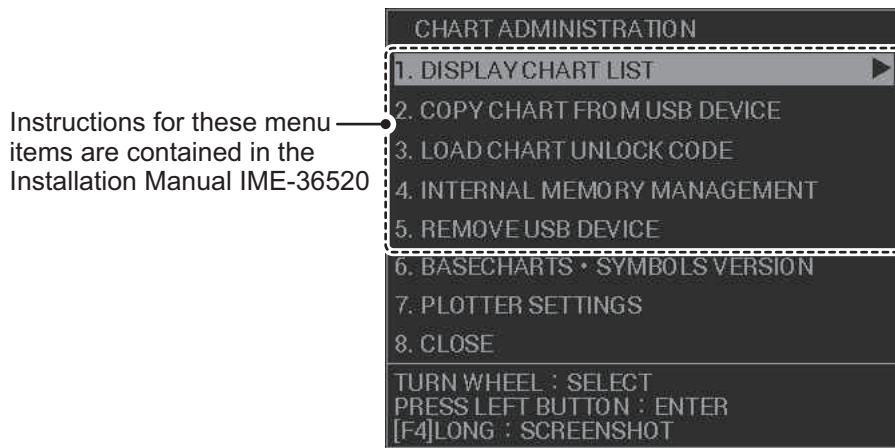 CHART ADMINISTRATION
1. DISPLAY CHART LIST
2. COPY CHART FROM USB DEVICE
3. LOAD CHART UNLOCK CODE
4. INTERNAL MEMORY MANAGEMENT
5. REMOVE USB DEVICE
6. BASECHARTS・SYMBOLS VERSION
7. PLOTTER SETTINGS
8. CLOSE
TURN WHEEL : SELECT
PRESS LEFT BUTTON : ENTER
[F4]LONG : SCREENSHOT
Instructions for these menu
items are contained in the
Installation Manual IME-36520